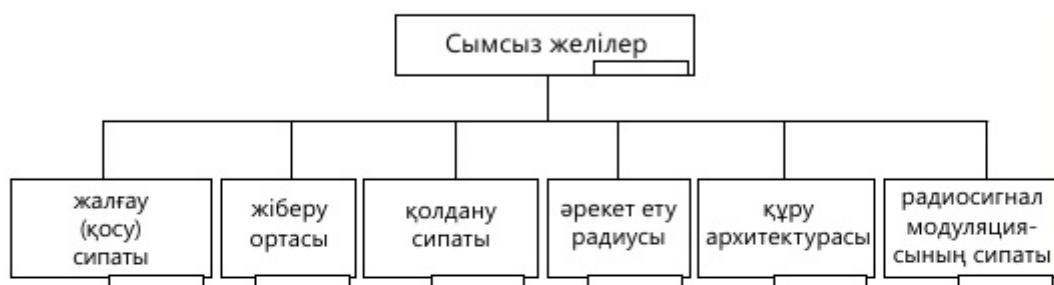 Сымсыз желілер
жалғау
(қосу)
сипаты
жіберу
ортасы
қолдану
сипаты
әрекет ету
радиусы
құру
архитектурасы
радиосигнал
модуляция-
сының сипаты